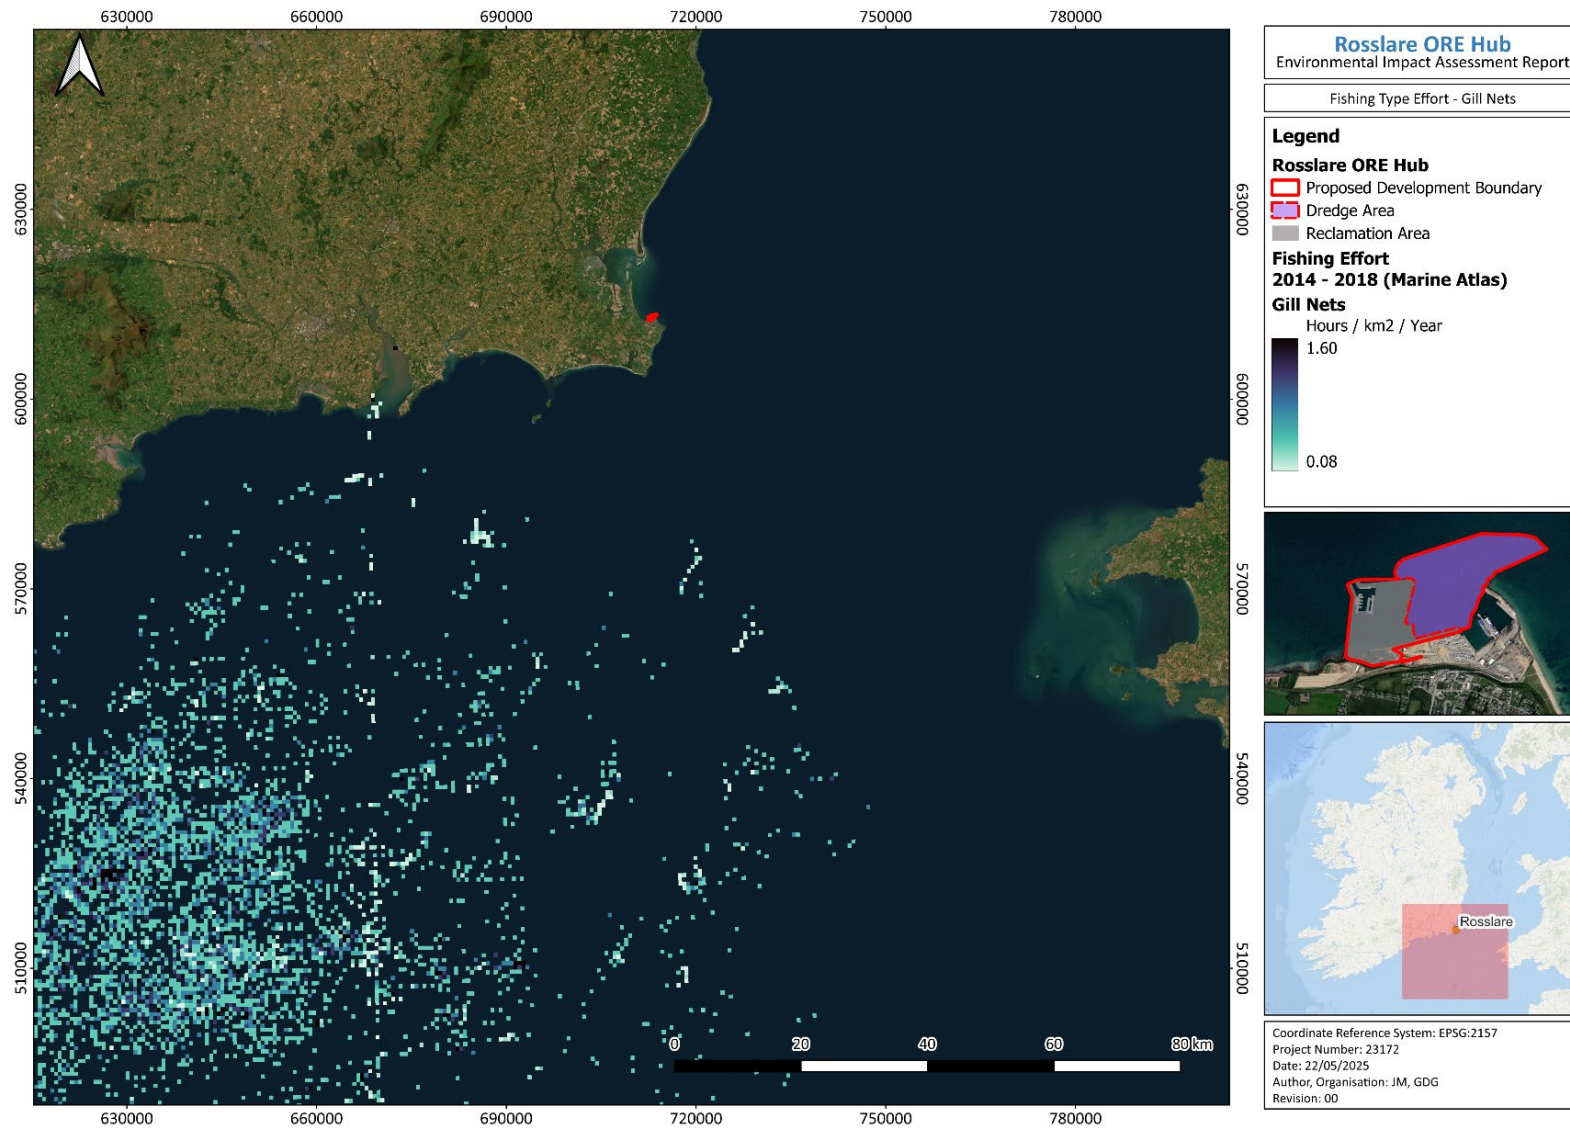 630000 660000 690000 720000 750000 780000
Rosslare ORE Hub
Environmental Impact Assessment Report
Fishing Type Effort - Gill Nets
Legend
Rosslare ORE Hub
Proposed Development Boundary
Dredge Area
Reclamation Area
Fishing Effort
2014 - 2018 (Marine Atlas)
Gill Nets
Hours / km2 / Year
1.60
0.08
630000
600000
570000
540000
510000
630000
600000
570000
540000
510000
0 20 40 60 80 km
630000 660000 690000 720000 750000 780000
Rosslare
Coordinate Reference System: EPSG:2157
Project Number: 23172
Date: 22/05/2025
Author, Organisation: JM, GDG
Revision: 00